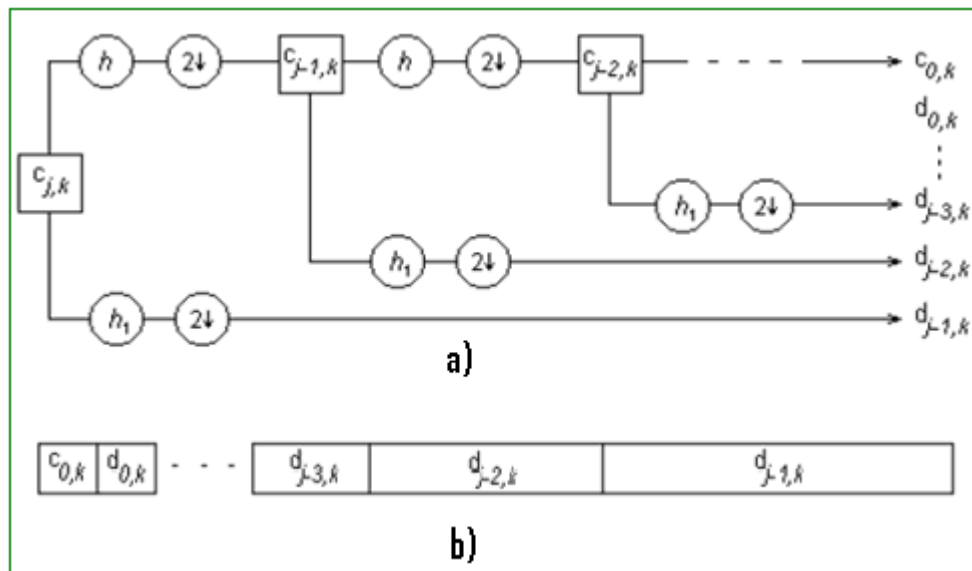 h 2↓ c_{j-1,k} h 2↓ c_{j-2,k} c_{0,k}
d_{0,k}
c_{j,k}
h_1 2↓ d_{j-3,k}
h_1 2↓ d_{j-2,k}
h_1 2↓ d_{j-1,k}
a)
c_{0,k} d_{0,k} d_{j-3,k} d_{j-2,k} d_{j-1,k}
b)